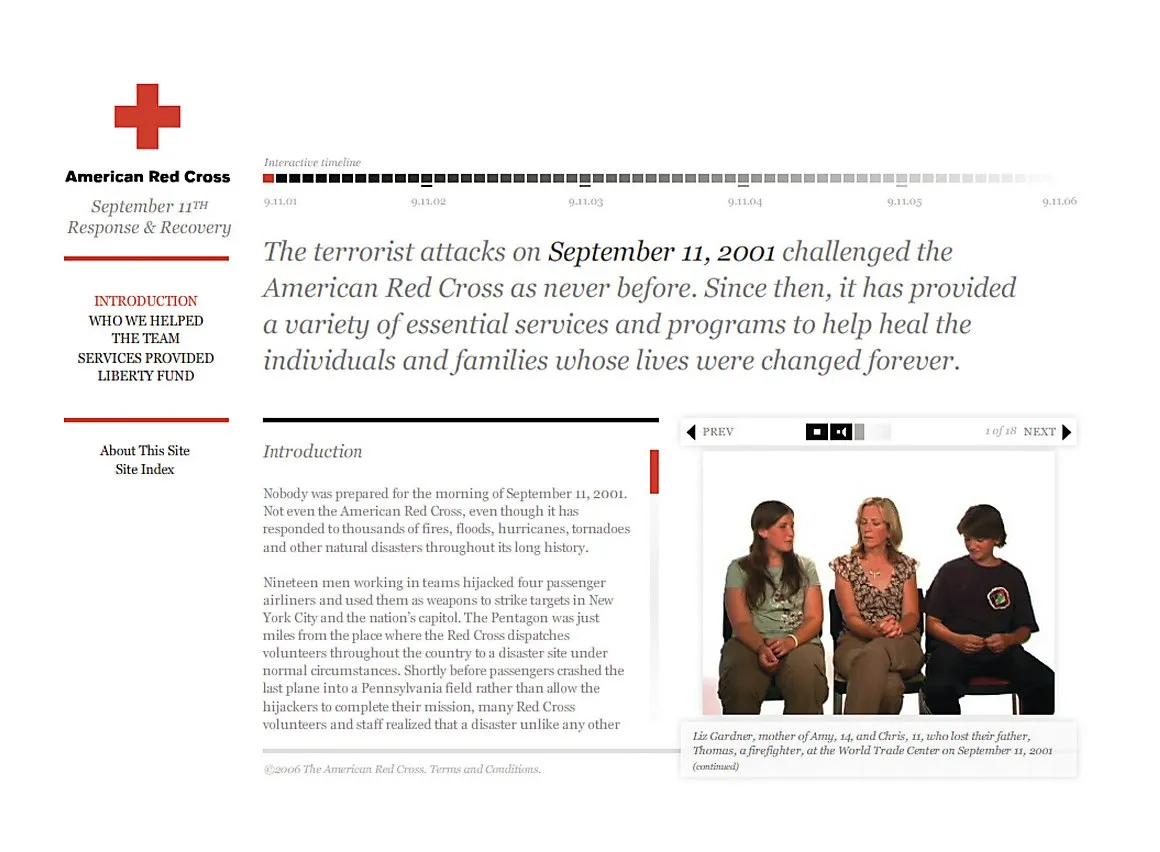 American Red Cross
September 11TH
Response & Recovery
INTRODUCTION
WHO WE HELPED
THE TEAM
SERVICES PROVIDED
LIBERTY FUND
About This Site
Site Index
Interactive timeline
9.11.01 9.11.02 9.11.03 9.11.04 9.11.05 9.11.06
The terrorist attacks on September 11, 2001 challenged the
American Red Cross as never before. Since then, it has provided
a variety of essential services and programs to help heal the
individuals and families whose lives were changed forever.
Introduction
Nobody was prepared for the morning of September 11, 2001.
Not even the American Red Cross, even though it has
responded to thousands of fires, floods, hurricanes, tornadoes
and other natural disasters throughout its long history.
Nineteen men working in teams hijacked four passenger
airliners and used them as weapons to strike targets in New
York City and the nation's capitol. The Pentagon was just
miles from the place where the Red Cross dispatches
volunteers throughout the country to a disaster site under
normal circumstances. Shortly before passengers crashed the
last plane into a Pennsylvania field rather than allow the
hijackers to complete their mission, many Red Cross
volunteers and staff realized that a disaster unlike any other
©2006 The American Red Cross. Terms and Conditions.
PREV 1 of 18 NEXT
Liz Gardner, mother of Amy, 14, and Chris, 11, who lost their father,
Thomas, a firefighter, at the World Trade Center on September 11, 2001
(continued)